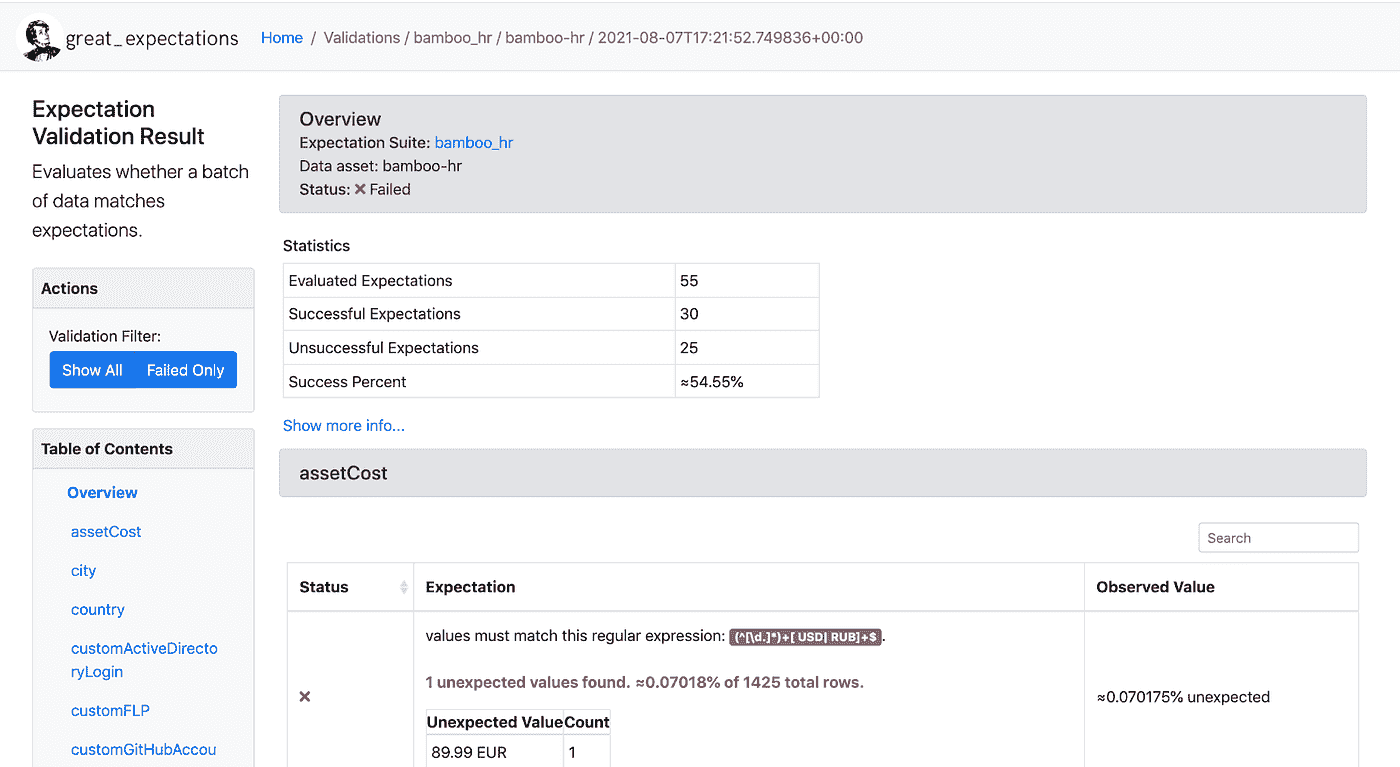 great_expectations
Home / Validations / bamboo_hr / bamboo-hr / 2021-08-07T17:21:52.749836+00:00
Expectation
Validation Result
Evaluates whether a batch
of data matches
expectations.
Actions
Validation Filter:
Show All Failed Only
Table of Contents
Overview
assetCost
city
country
customActiveDirecto
ryLogin
customFLP
customGitHubAccou
Overview
Expectation Suite: bamboo_hr
Data asset: bamboo-hr
Status: ✕ Failed
Statistics
Evaluated Expectations 55
Successful Expectations 30
Unsuccessful Expectations 25
Success Percent ≈54.55%
Show more info...
assetCost
Search
Status Expectation Observed Value
values must match this regular expression: (^[\d.]*)+[ USD| RUB]+$.
1 unexpected values found. ≈0.07018% of 1425 total rows.
✕ ≈0.070175% unexpected
Unexpected Value Count
89.99 EUR 1